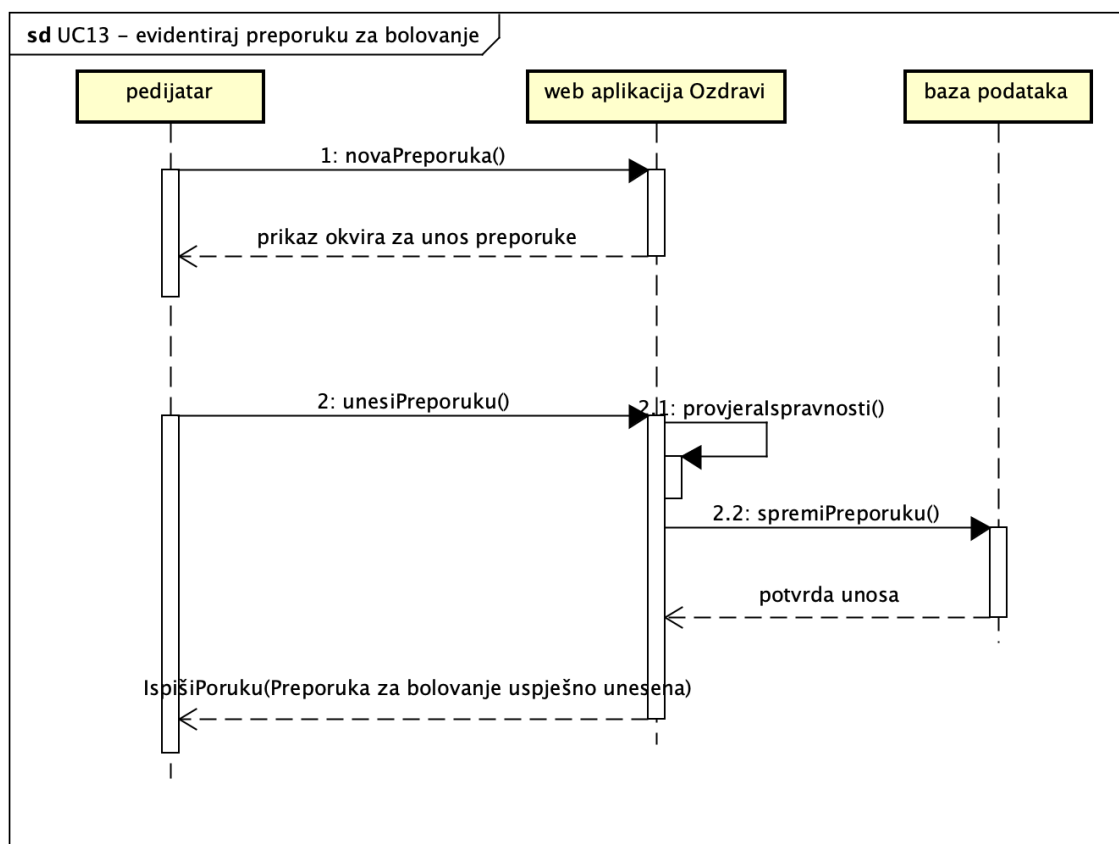 sd UC13 – evidentiraj preporuku za bolovanje
pedijatar
web aplikacija Ozdravi
baza podataka
1: novaPreporuka()
prikaz okvira za unos preporuke
2: unesiPreporuku()
2.1: provjeraIspravnosti()
2.2: spremiPreporuku()
potvrda unosa
IspišiPoruku(Preporuka za bolovanje uspješno unesena)